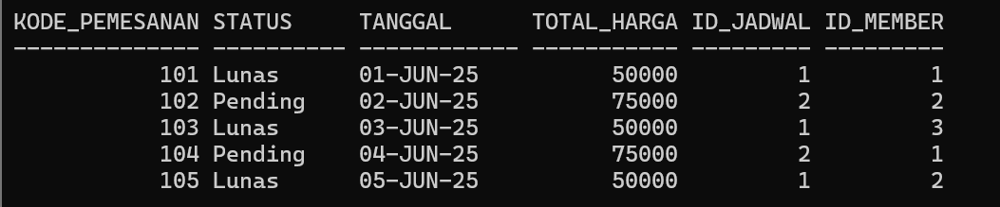 KODE_PEMESANAN STATUS     TANGGAL      TOTAL_HARGA ID_JADWAL ID_MEMBER
-------------- ---------- ------------ ----------- --------- ---------
           101 Lunas      01-JUN-25          50000         1         1
           102 Pending    02-JUN-25          75000         2         2
           103 Lunas      03-JUN-25          50000         1         3
           104 Pending    04-JUN-25          75000         2         1
           105 Lunas      05-JUN-25          50000         1         2